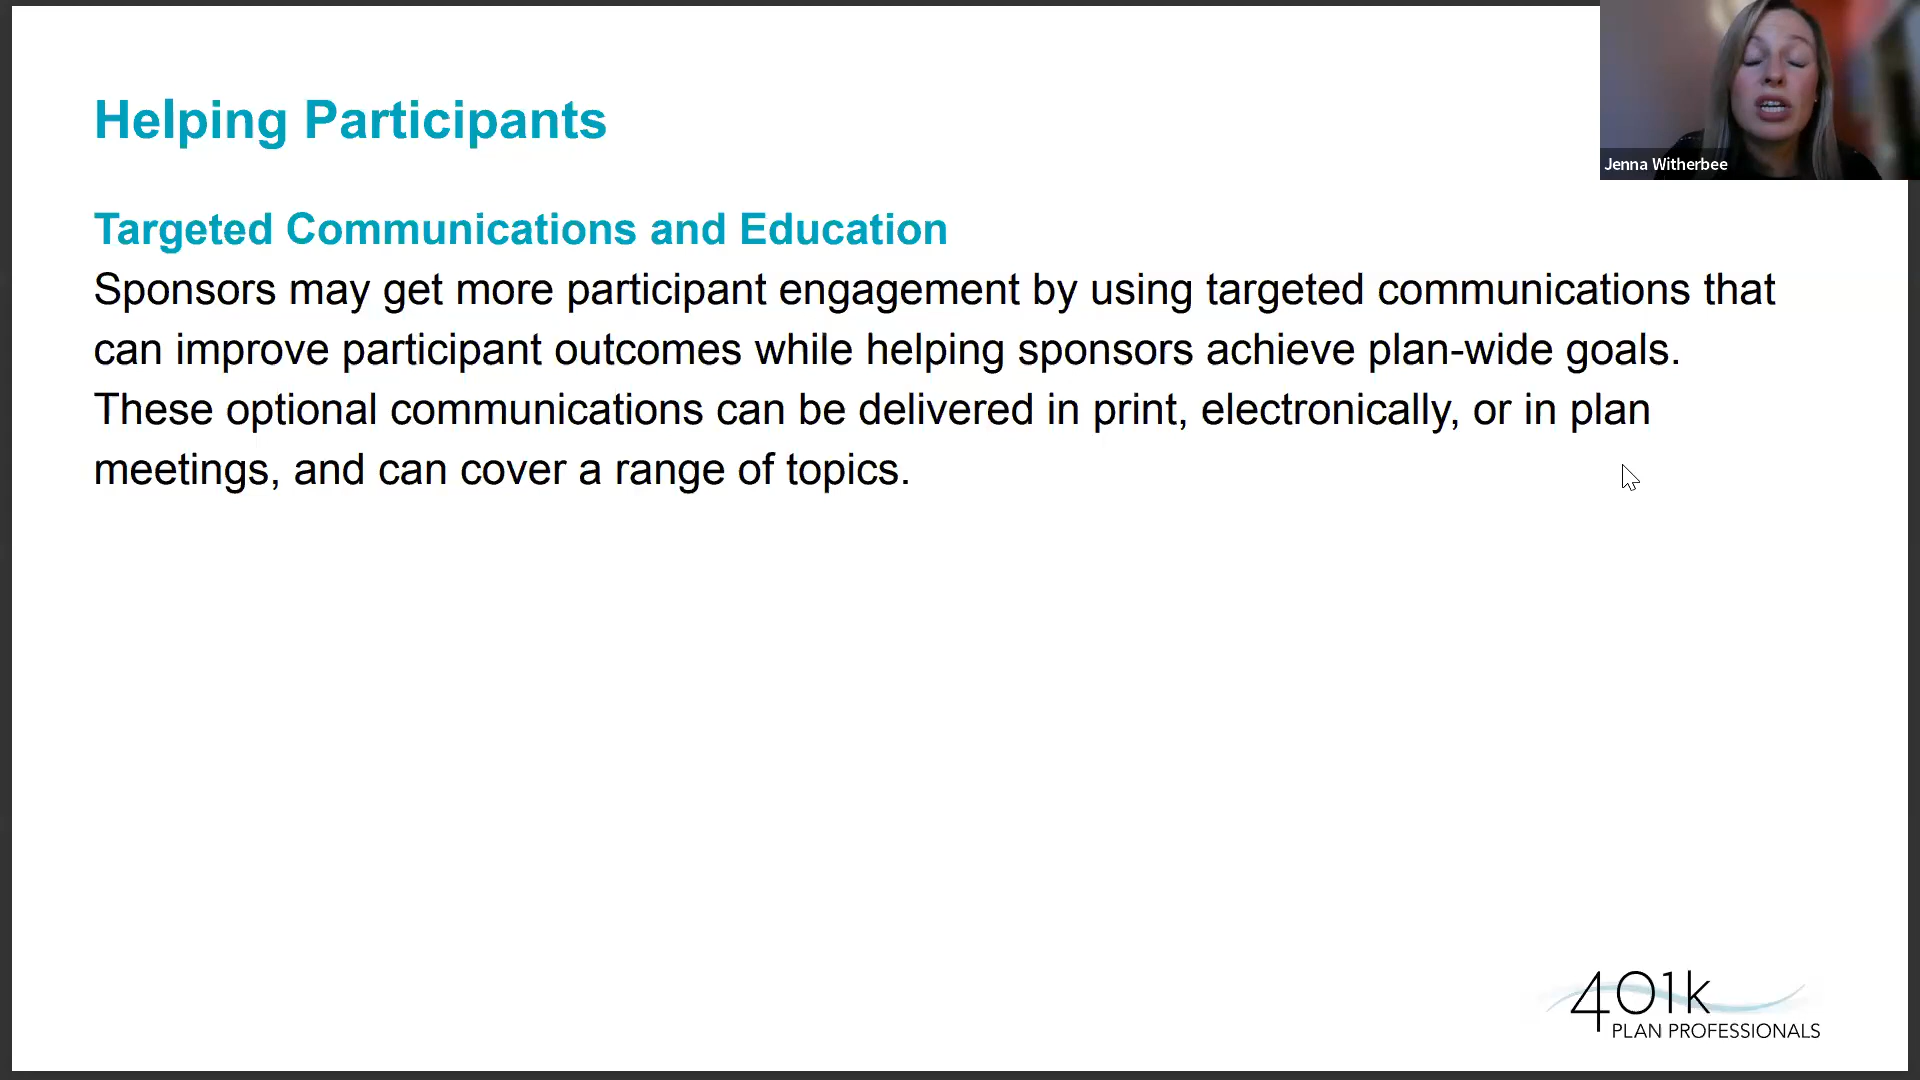 Helping Participants
Jenna Witherbee
Targeted Communications and Education
Sponsors may get more participant engagement by using targeted communications that
can improve participant outcomes while helping sponsors achieve plan-wide goals.
These optional communications can be delivered in print, electronically, or in plan
meetings, and can cover a range of topics.
401k
PLAN PROFESSIONALS